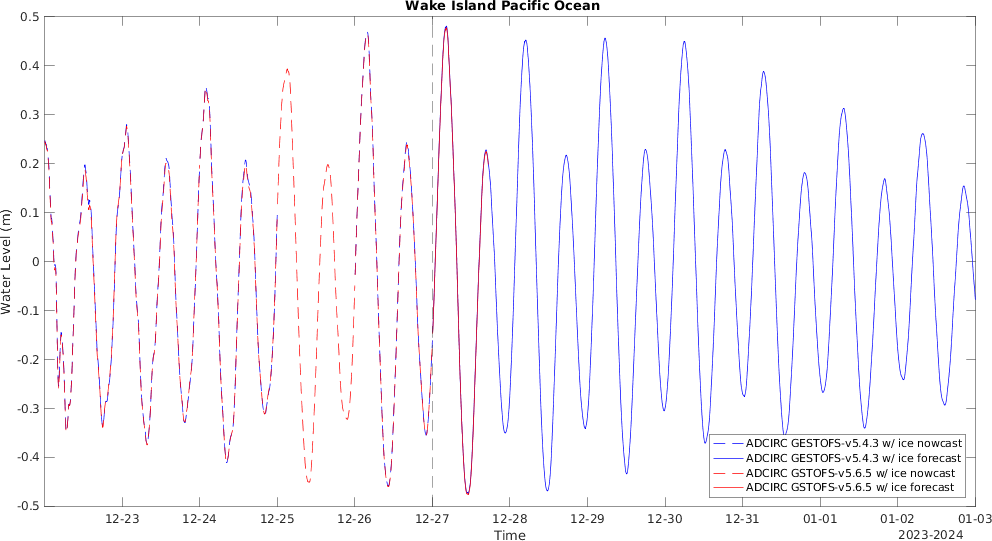 Wake Island Pacific Ocean
0.5
0.4
0.3
0.2
0.1
0
-0.1
-0.2
-0.3
-0.4
-0.5
Water Level (m)
ADCIRC GESTOFS-v5.4.3 w/ ice nowcast
ADCIRC GESTOFS-v5.4.3 w/ ice forecast
ADCIRC GSTOFS-v5.6.5 w/ ice nowcast
ADCIRC GSTOFS-v5.6.5 w/ ice forecast
12-23 12-24 12-25 12-26 12-27 12-28 12-29 12-30 12-31 01-01 01-02 01-03
Time
2023-2024